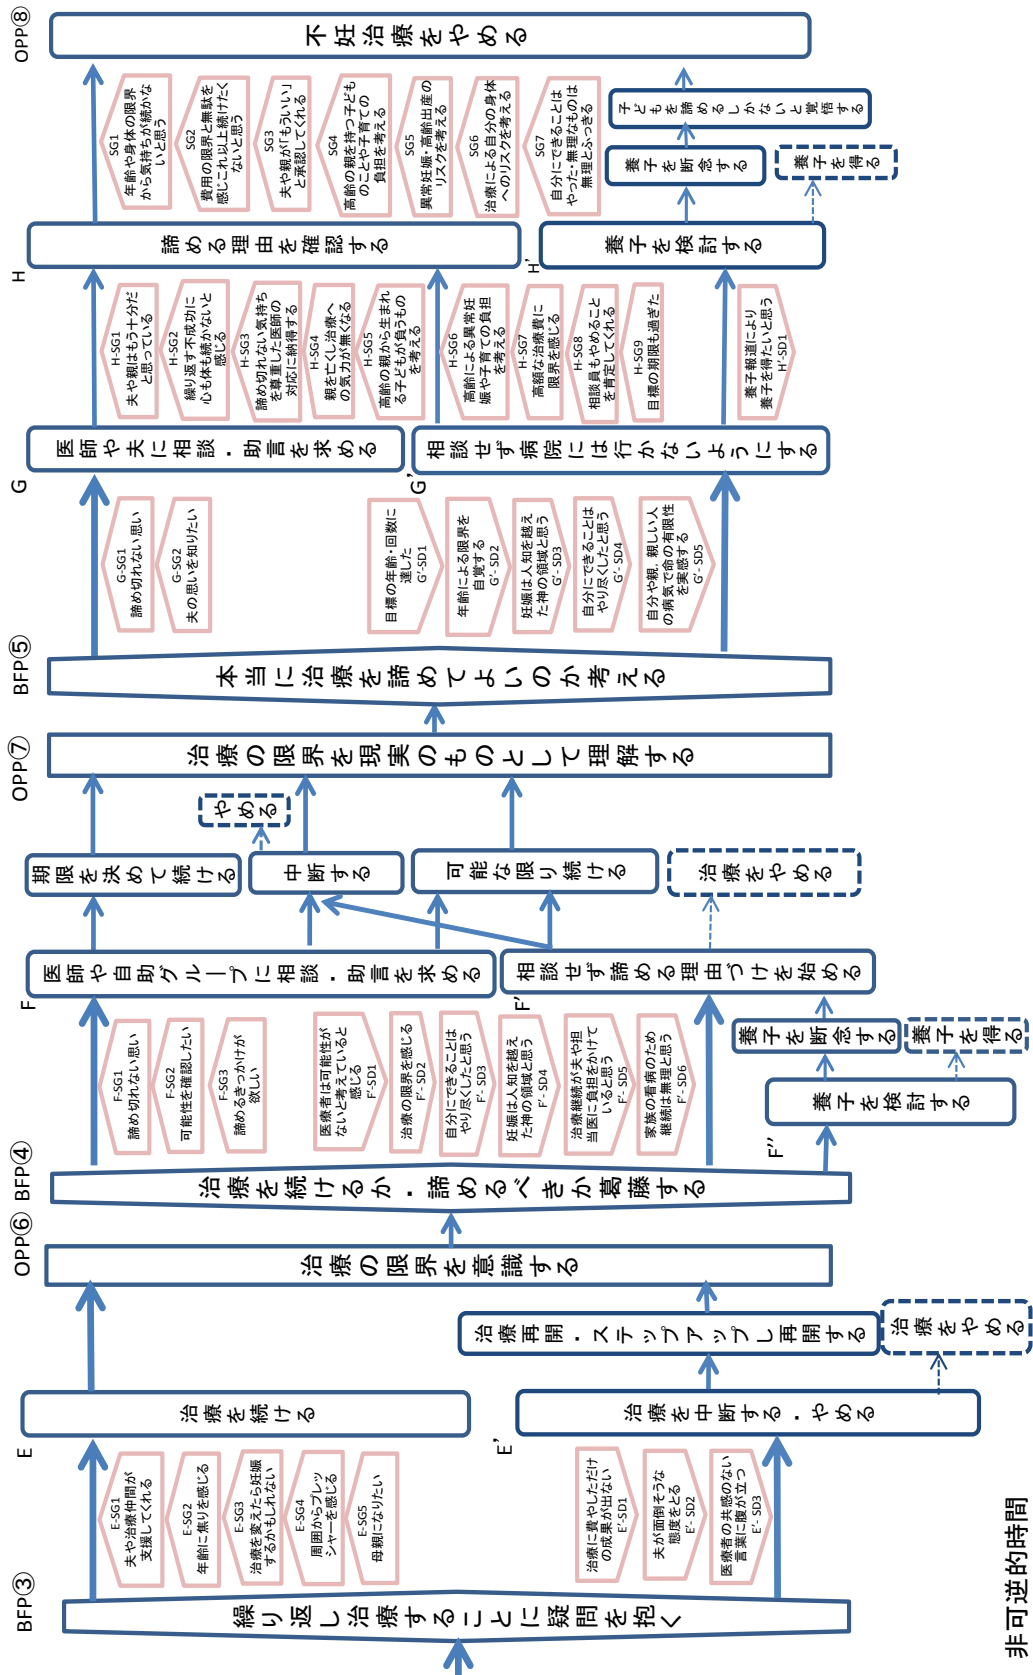 BFP③
繰り返し治療することに疑問を抱く
E-SG1
夫や治療仲間が
支援してくれる
E-SG2
年齢に焦りを感じる
E-SG3
治療を変えたら妊娠
するかもしれない
E-SG4
周囲からプレッ
シャーを感じる
E-SG5
母親になりたい
治療に費やしただけ
の成果が出ない
E'-SD1
夫が面倒そうな
態度をとる
E'- SD2
医療者の共感のない
言葉に腹が立つ
E'- SD3
E
治療を続ける
E'
治療を中断する・やめる
治療再開・ステップアップし再開する
治療をやめる
OPP⑥
治療の限界を意識する
BFP④
治療を続けるか・諦めるべきか葛藤する
F-SG1
諦め切れない思い
F-SG2
可能性を確認したい
F-SG3
諦めるきっかけが
欲しい
医療者は可能性が
ないと考えていると
感じる
F'-SD1
治療の限界を感じる
F'- SD2
自分にできることは
やり尽くしたと思う
F'- SD3
妊娠は人知を越え
た神の領域と思う
F'- SD4
治療継続が夫や担
当医に負担をかけて
いると思う
F'- SD5
家族の看病のため
継続は無理と思う
F'- SD6
F
医師や自助グループに相談・助言を求める
F'
相談せず諦める理由づけを始める
F''
養子を検討する
養子を断念する
養子を得る
期限を決めて続ける
中断する
やめる
可能な限り続ける
治療をやめる
OPP⑦
治療の限界を現実のものとして理解する
BFP⑤
本当に治療を諦めてよいのか考える
G-SG1
諦め切れない思い
G-SG2
夫の思いを知りたい
目標の年齢・回数に
達した
G'-SD1
年齢による限界を
自覚する
G'- SD2
妊娠は人知を越え
た神の領域と思う
G'- SD3
自分にできることは
やり尽くしたと思う
G'- SD4
自分や親，親しい人
の病気で命の有限性
を実感する
G'- SD5
G
医師や夫に相談・助言を求める
G'
相談せず病院には行かないようにする
H-SG1
夫や親はもう十分だ
と思っている
H-SG2
繰り返す不成功に
心も体も続かないと
感じる
H-SG3
諦め切れない気持ち
を尊重した医師の
対応に納得する
H-SG4
親を亡くし治療へ
の気力が無くなる
H-SG5
高齢の親から生まれ
る子どもが負うもの
を考える
H-SG6
高齢による異常妊
娠や子育ての負担
を考える
H-SG7
高額な治療費に
限界を感じる
H-SG8
相談員もやめること
を肯定してくれる
H-SG9
目標の期限も過ぎた
養子報道により
養子を得たいと思う
H'-SD1
H
諦める理由を確認する
H'
養子を検討する
養子を断念する
養子を得る
子どもを諦めるしかないと覚悟する
SG1
年齢や身体の限界
から気持ちが続かな
いと思う
SG2
費用の限界と無駄を
感じこれ以上続けたく
ないと思う
SG3
夫や親が「もういい」
と承認してくれる
SG4
高齢の親を持つ子ども
のことや子育ての
負担を考える
SG5
異常妊娠・高齢出産の
リスクを考える
SG6
治療による自分の身体
へのリスクを考える
SG7
自分にできることは
やった・無理なものは
無理とふっきる
OPP⑧
不妊治療をやめる
非可逆的時間